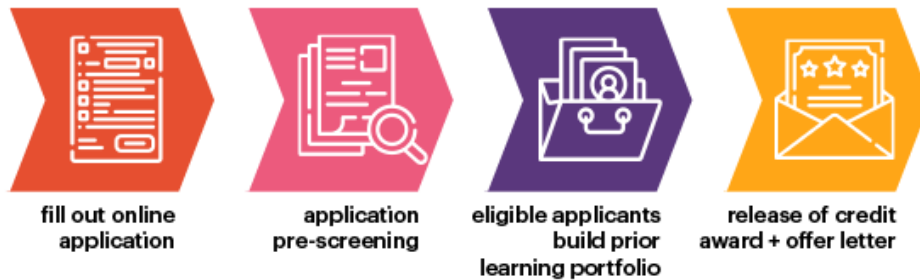 fill out online
application
application
pre-screening
eligible applicants
build prior
learning portfolio
release of credit
award + offer letter